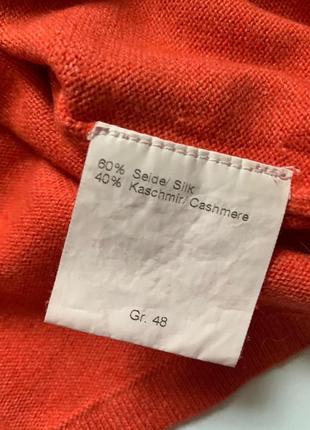 60% Seide/ Silk
40% Kaschmir/ Cashmere
Gr. 48